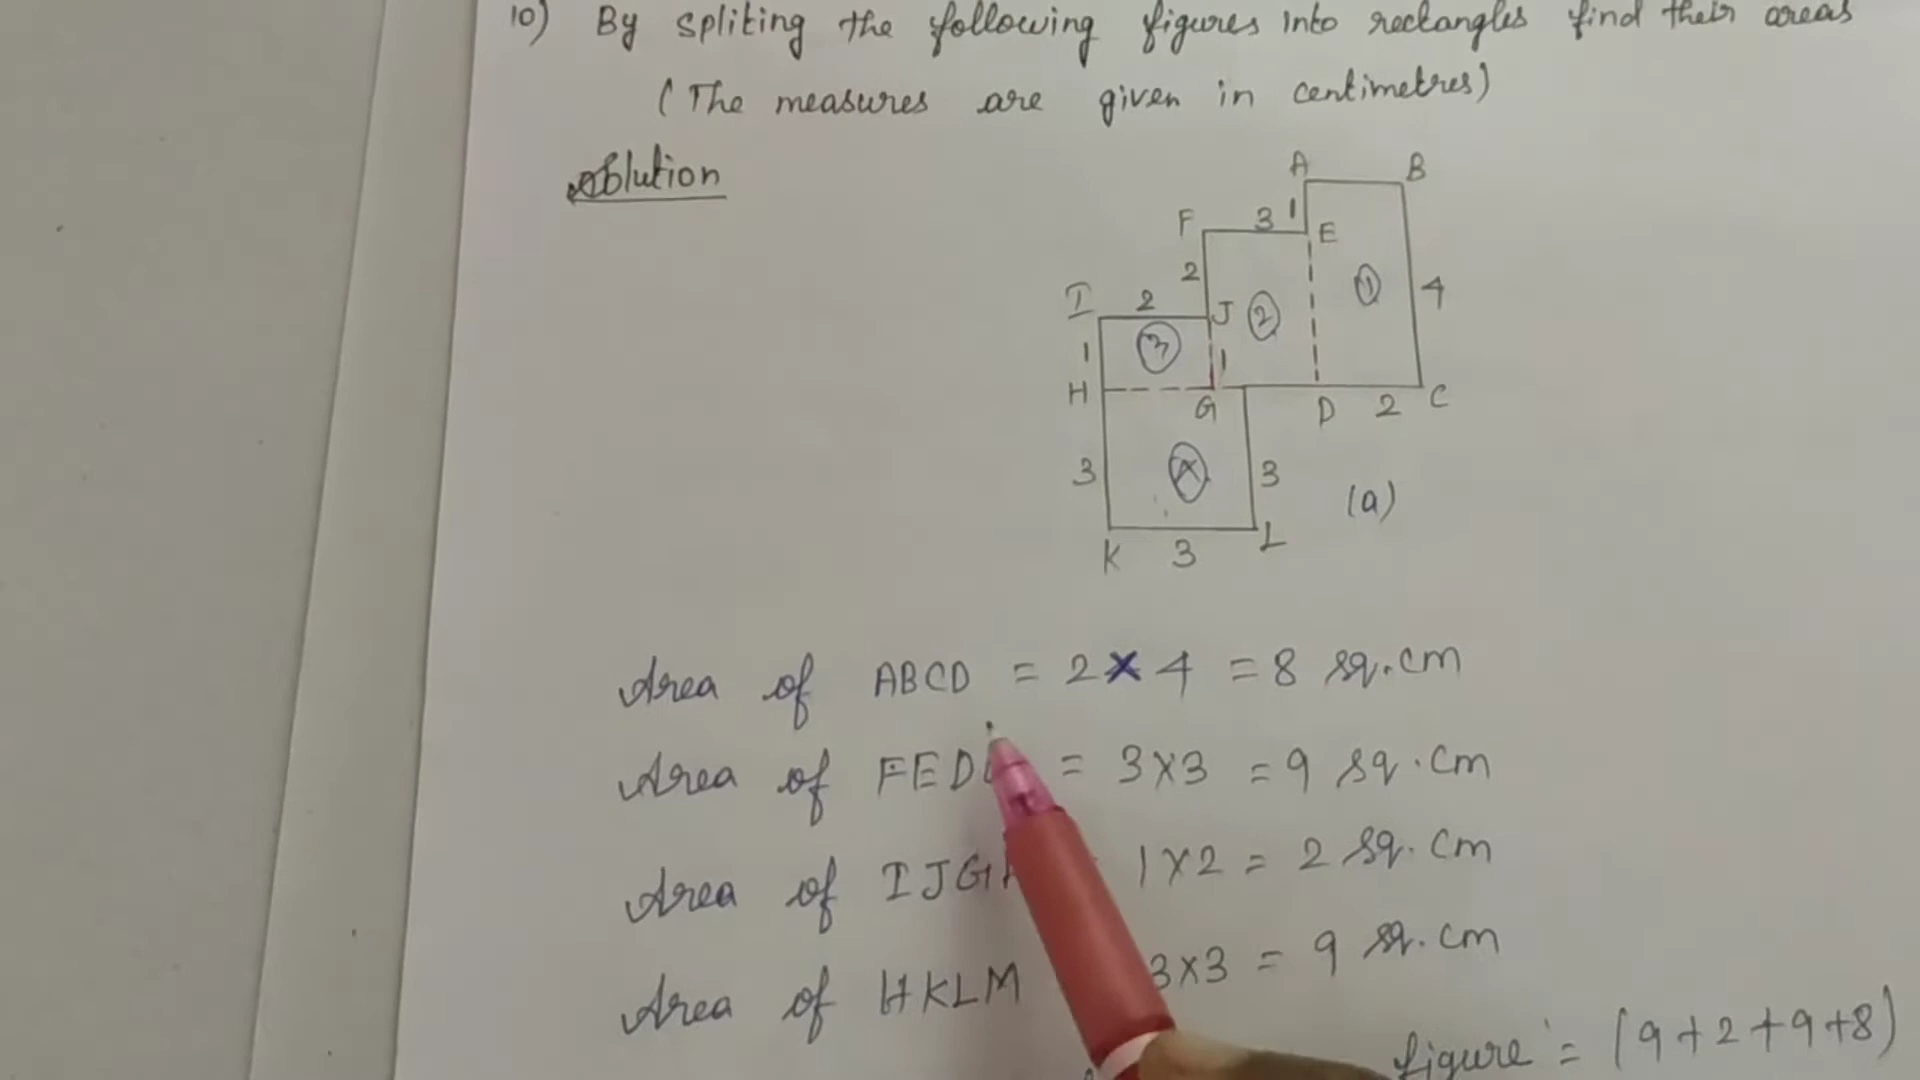 10) By spliting the following figures into rectangles find their areas
(The measures are given in centimetres)
Solution
A B
F 3 1 E
2 1 4
I 2 J 2
1 3 1
H G D 2 C
3 4 3 (a)
K 3 L
Area of ABCD = 2 × 4 = 8 sq.cm
Area of FED = 3×3 = 9 sq.cm
Area of IJG 1×2 = 2 sq.cm
Area of HKLM 3×3 = 9 sq.cm
figure = (9+2+9+8)